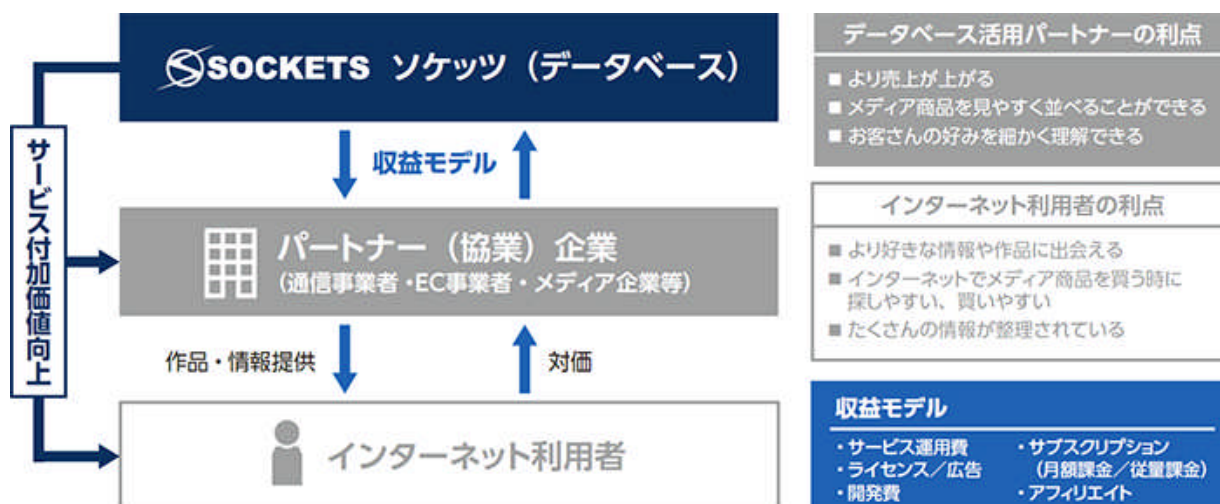 SOCKETS ソケッツ（データベース）
収益モデル
サービス付加価値向上
パートナー（協業）企業
（通信事業者・EC事業者・メディア企業等）
作品・情報提供
対価
インターネット利用者
データベース活用パートナーの利点
■ より売上が上がる
■ メディア商品を見やすく並べることができる
■ お客さんの好みを細かく理解できる
インターネット利用者の利点
■ より好きな情報や作品に出会える
■ インターネットでメディア商品を買う時に
探しやすい、買いやすい
■ たくさんの情報が整理されている
収益モデル
・サービス運用費
・ライセンス／広告
・開発費
・サブスクリプション
（月額課金／従量課金）
・アフィリエイト